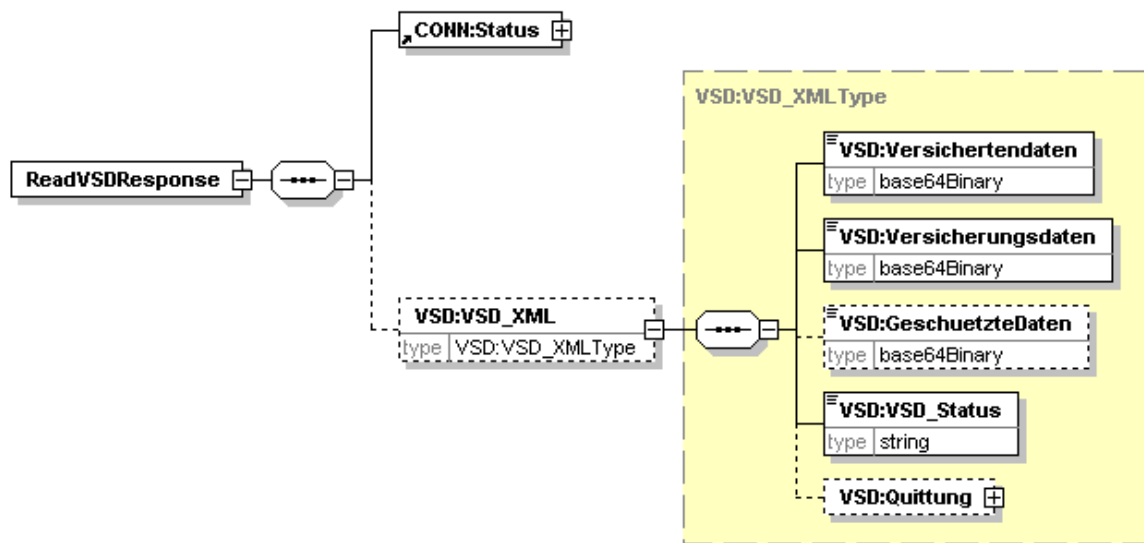 CONN:Status
ReadVSDResponse
VSD:VSD_XML
type VSD:VSD_XMLType
VSD:VSD_XMLType
VSD:Versichertendaten
type base64Binary
VSD:Versicherungsdaten
type base64Binary
VSD:GeschuetzteDaten
type base64Binary
VSD:VSD_Status
type string
VSD:Quittung